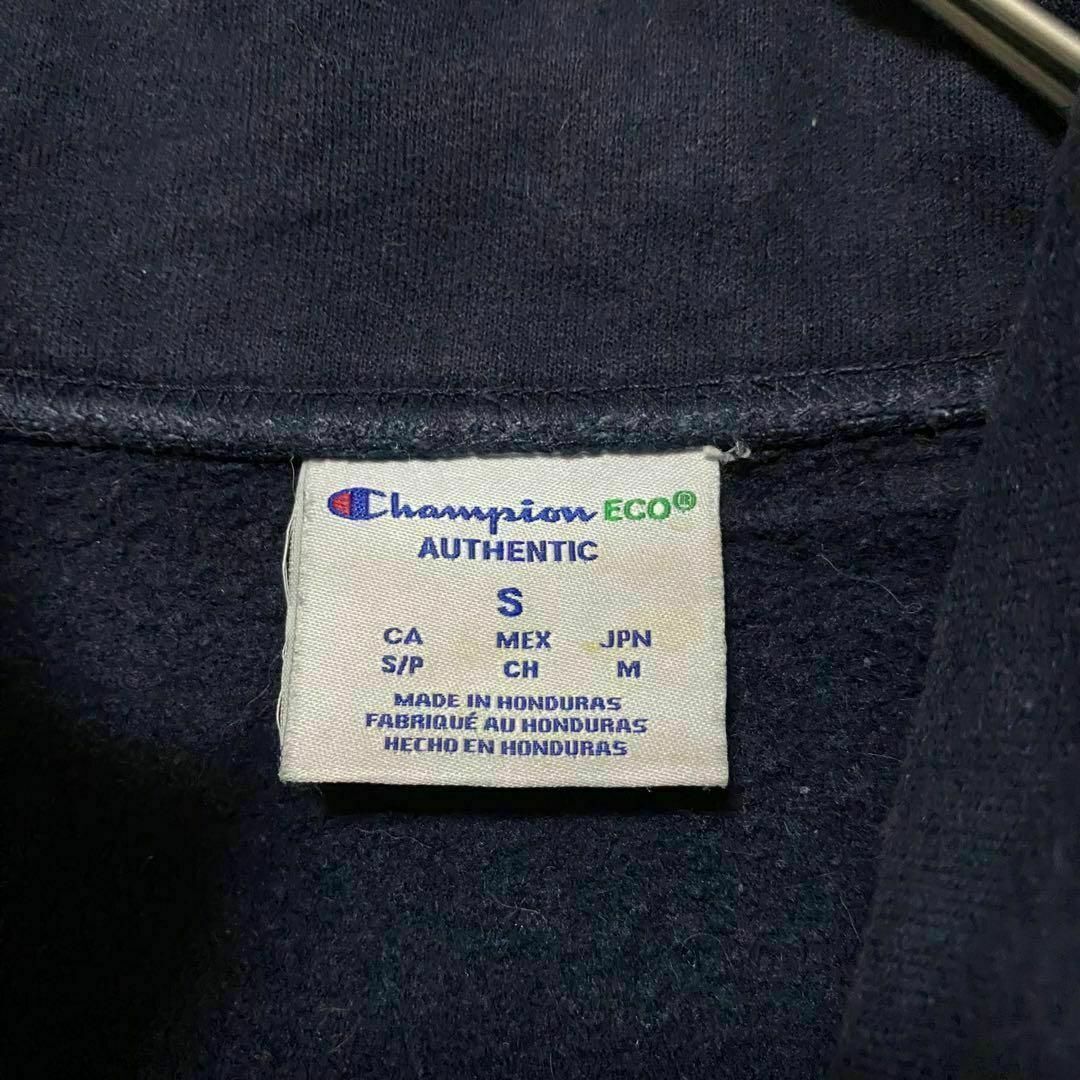 Champion ECO®
AUTHENTIC
S
CA MEX JPN
S/P CH M
MADE IN HONDURAS
FABRIQUÉ AU HONDURAS
HECHO EN HONDURAS